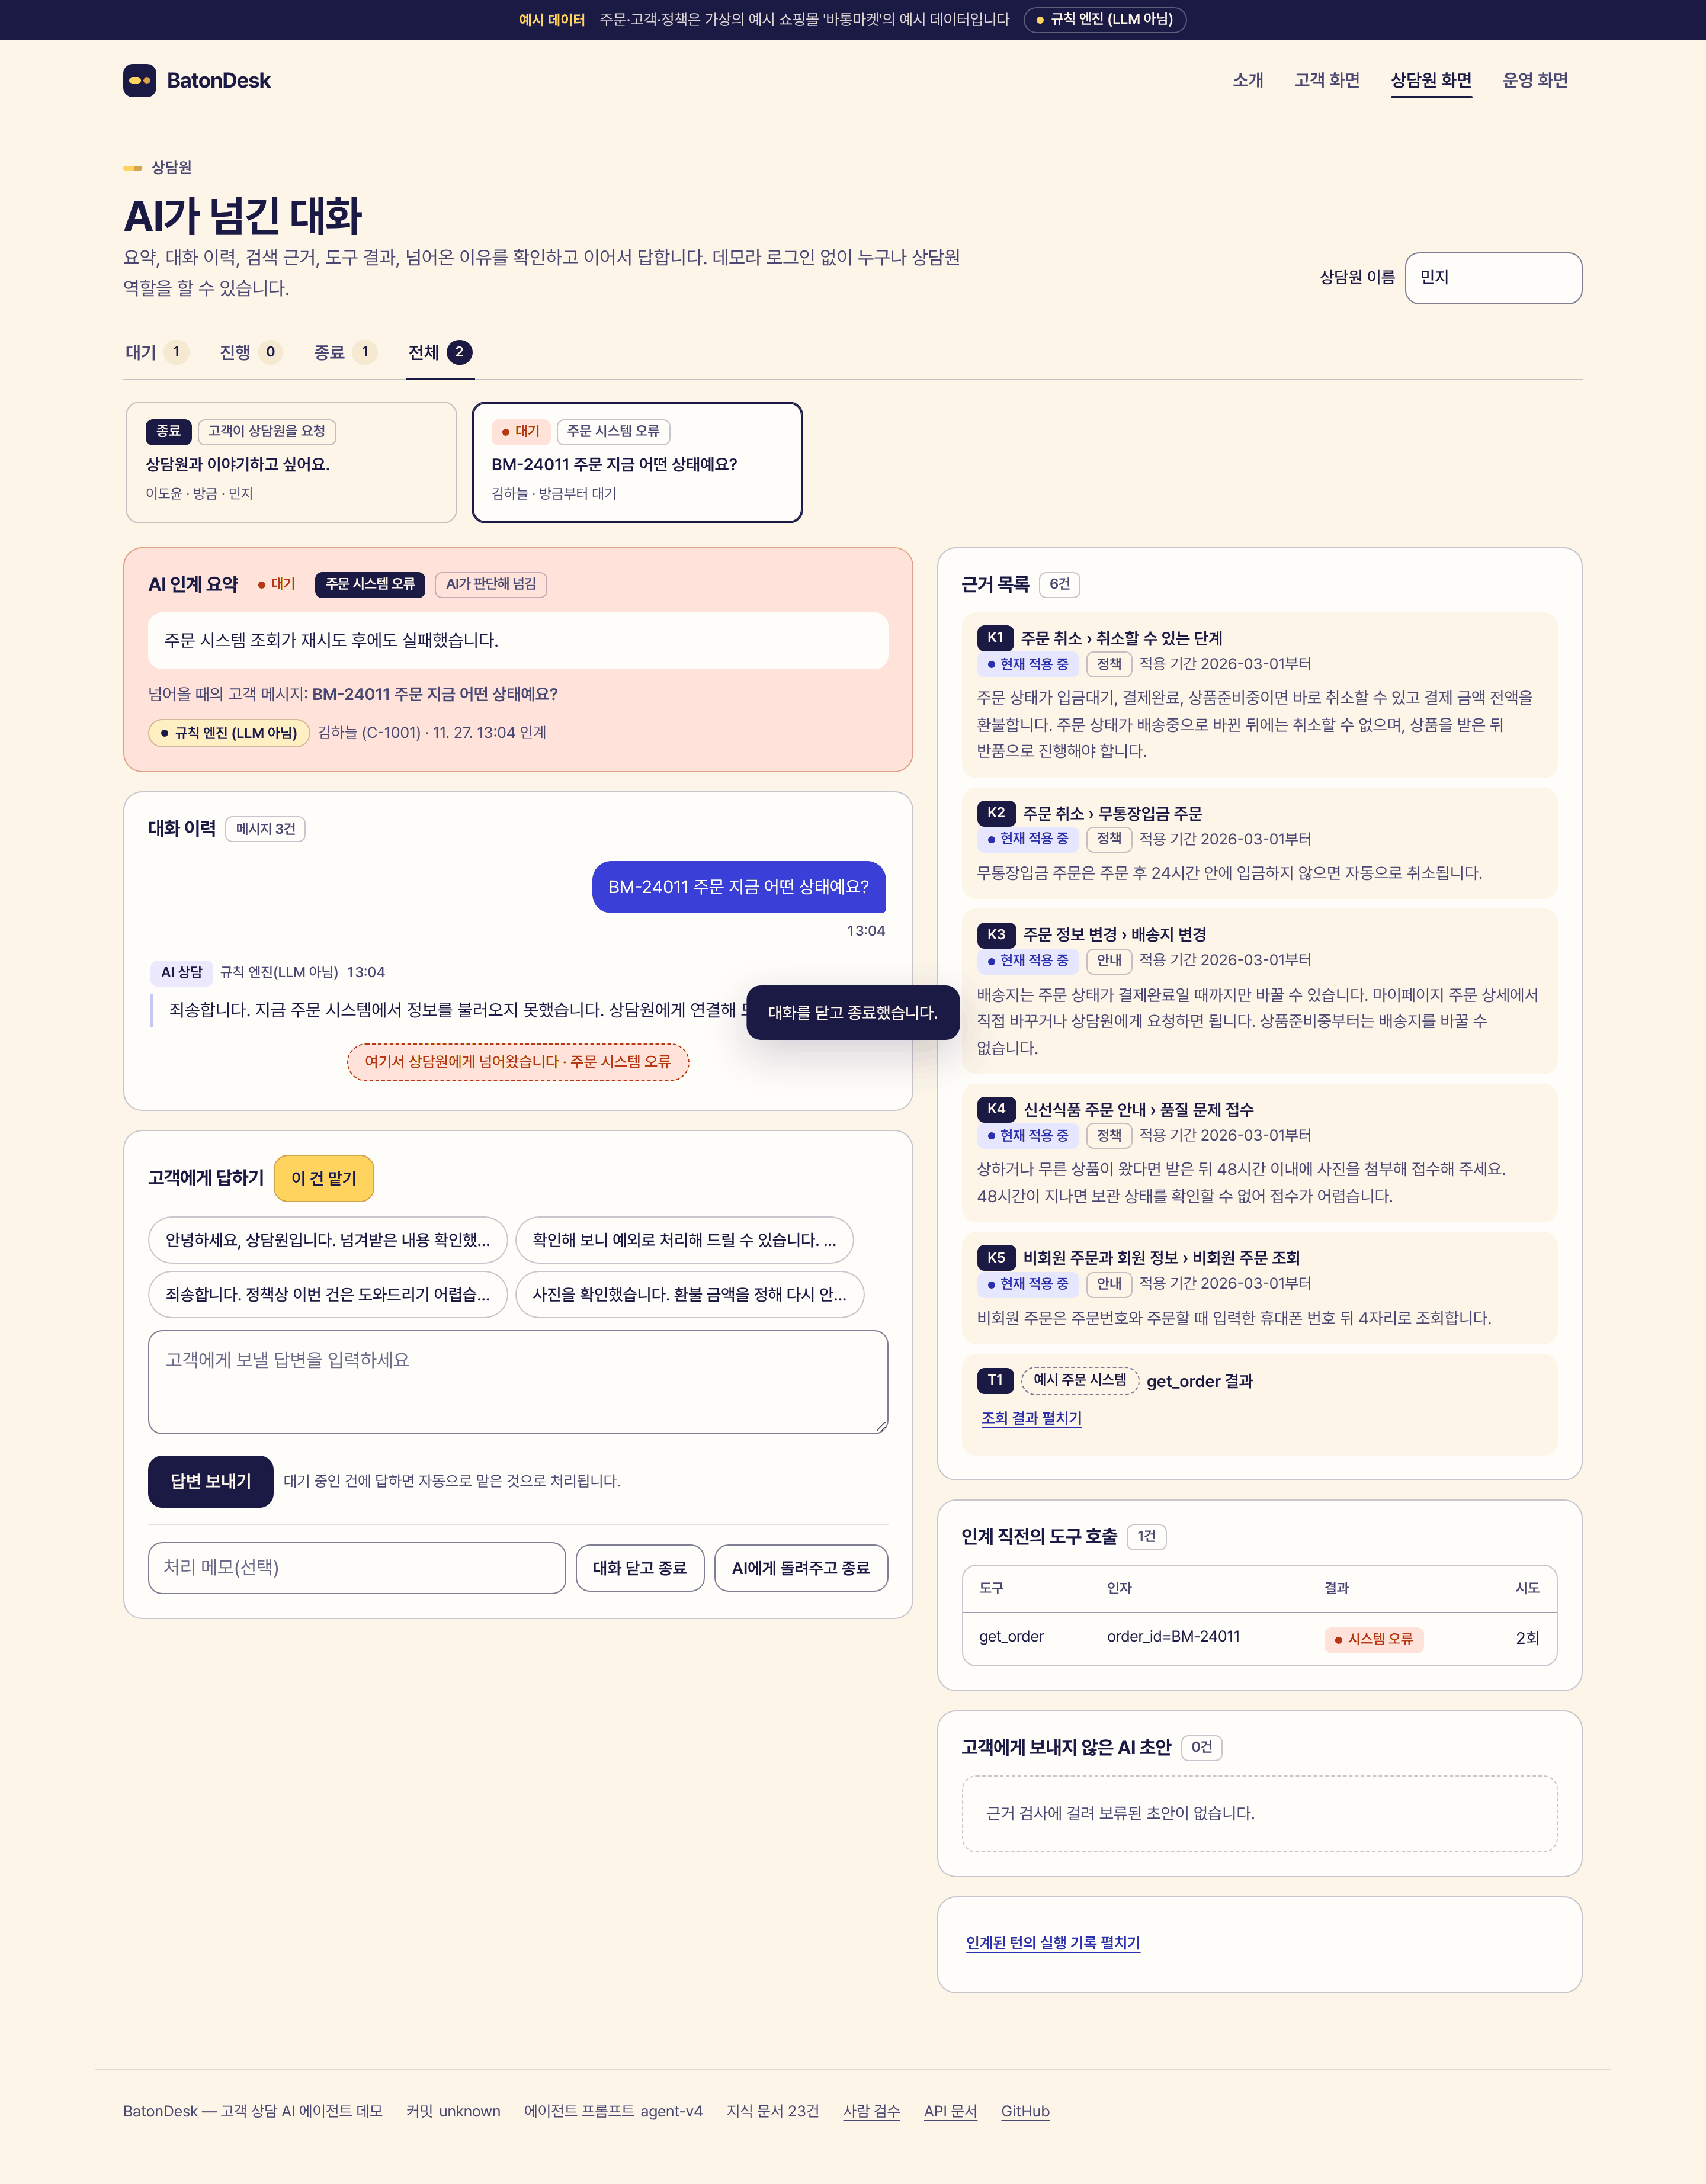 예시 데이터 주문·고객·정책은 가상의 예시 쇼핑몰 '바통마켓'의 예시 데이터입니다 규칙 엔진 (LLM 아님)
BatonDesk 소개 고객 화면 상담원 화면 운영 화면
상담원
AI가 넘긴 대화
요약, 대화 이력, 검색 근거, 도구 결과, 넘어온 이유를 확인하고 이어서 답합니다. 데모라 로그인 없이 누구나 상담원
역할을 할 수 있습니다.
상담원 이름 민지
대기 1 진행 0 종료 1 전체 2
종료 고객이 상담원을 요청
상담원과 이야기하고 싶어요.
이도윤 · 방금 · 민지
대기 주문 시스템 오류
BM-24011 주문 지금 어떤 상태예요?
김하늘 · 방금부터 대기
AI 인계 요약 대기 주문 시스템 오류 AI가 판단해 넘김
주문 시스템 조회가 재시도 후에도 실패했습니다.
넘어올 때의 고객 메시지: BM-24011 주문 지금 어떤 상태예요?
규칙 엔진 (LLM 아님) 김하늘 (C-1001) · 11. 27. 13:04 인계
대화 이력 메시지 3건
BM-24011 주문 지금 어떤 상태예요?
13:04
AI 상담 규칙 엔진(LLM 아님) 13:04
죄송합니다. 지금 주문 시스템에서 정보를 불러오지 못했습니다. 상담원에게 연결해
대화를 닫고 종료했습니다.
여기서 상담원에게 넘어왔습니다 · 주문 시스템 오류
고객에게 답하기 이 건 맡기
안녕하세요, 상담원입니다. 넘겨받은 내용 확인했...
확인해 보니 예외로 처리해 드릴 수 있습니다. ...
죄송합니다. 정책상 이번 건은 도와드리기 어렵습...
사진을 확인했습니다. 환불 금액을 정해 다시 안...
고객에게 보낼 답변을 입력하세요
답변 보내기 대기 중인 건에 답하면 자동으로 맡은 것으로 처리됩니다.
처리 메모(선택) 대화 닫고 종료 AI에게 돌려주고 종료
근거 목록 6건
K1 주문 취소 › 취소할 수 있는 단계
현재 적용 중 정책 적용 기간 2026-03-01부터
주문 상태가 입금대기, 결제완료, 상품준비중이면 바로 취소할 수 있고 결제 금액 전액을
환불합니다. 주문 상태가 배송중으로 바뀐 뒤에는 취소할 수 없으며, 상품을 받은 뒤
반품으로 진행해야 합니다.
K2 주문 취소 › 무통장입금 주문
현재 적용 중 정책 적용 기간 2026-03-01부터
무통장입금 주문은 주문 후 24시간 안에 입금하지 않으면 자동으로 취소됩니다.
K3 주문 정보 변경 › 배송지 변경
현재 적용 중 안내 적용 기간 2026-03-01부터
배송지는 주문 상태가 결제완료일 때까지만 바꿀 수 있습니다. 마이페이지 주문 상세에서
직접 바꾸거나 상담원에게 요청하면 됩니다. 상품준비중부터는 배송지를 바꿀 수
없습니다.
K4 신선식품 주문 안내 › 품질 문제 접수
현재 적용 중 정책 적용 기간 2026-03-01부터
상하거나 무른 상품이 왔다면 받은 뒤 48시간 이내에 사진을 첨부해 접수해 주세요.
48시간이 지나면 보관 상태를 확인할 수 없어 접수가 어렵습니다.
K5 비회원 주문과 회원 정보 › 비회원 주문 조회
현재 적용 중 안내 적용 기간 2026-03-01부터
비회원 주문은 주문번호와 주문할 때 입력한 휴대폰 번호 뒤 4자리로 조회합니다.
T1 예시 주문 시스템 get_order 결과
조회 결과 펼치기
인계 직전의 도구 호출 1건
도구 인자 결과 시도
get_order order_id=BM-24011 시스템 오류 2회
고객에게 보내지 않은 AI 초안 0건
근거 검사에 걸려 보류된 초안이 없습니다.
인계된 턴의 실행 기록 펼치기
BatonDesk — 고객 상담 AI 에이전트 데모 커밋 unknown 에이전트 프롬프트 agent-v4 지식 문서 23건 사람 검수 API 문서 GitHub